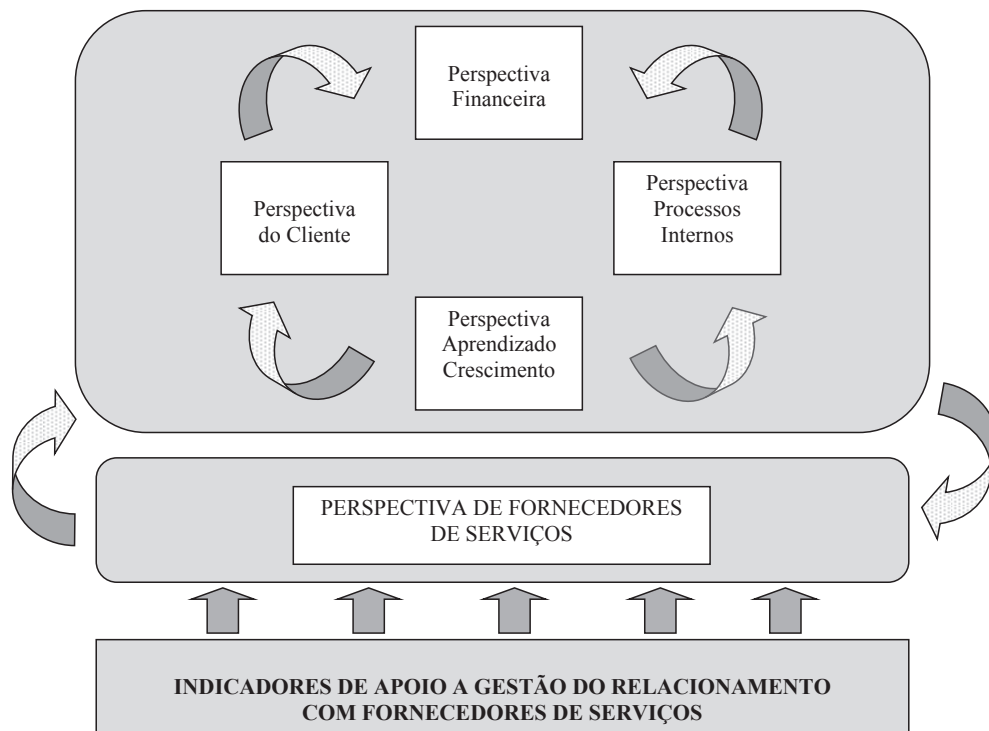 Perspectiva
Financeira
Perspectiva
do Cliente
Perspectiva
Processos
Internos
Perspectiva
Aprendizado
Crescimento
PERSPECTIVA DE FORNECEDORES
DE SERVIÇOS
INDICADORES DE APOIO A GESTÃO DO RELACIONAMENTO
COM FORNECEDORES DE SERVIÇOS